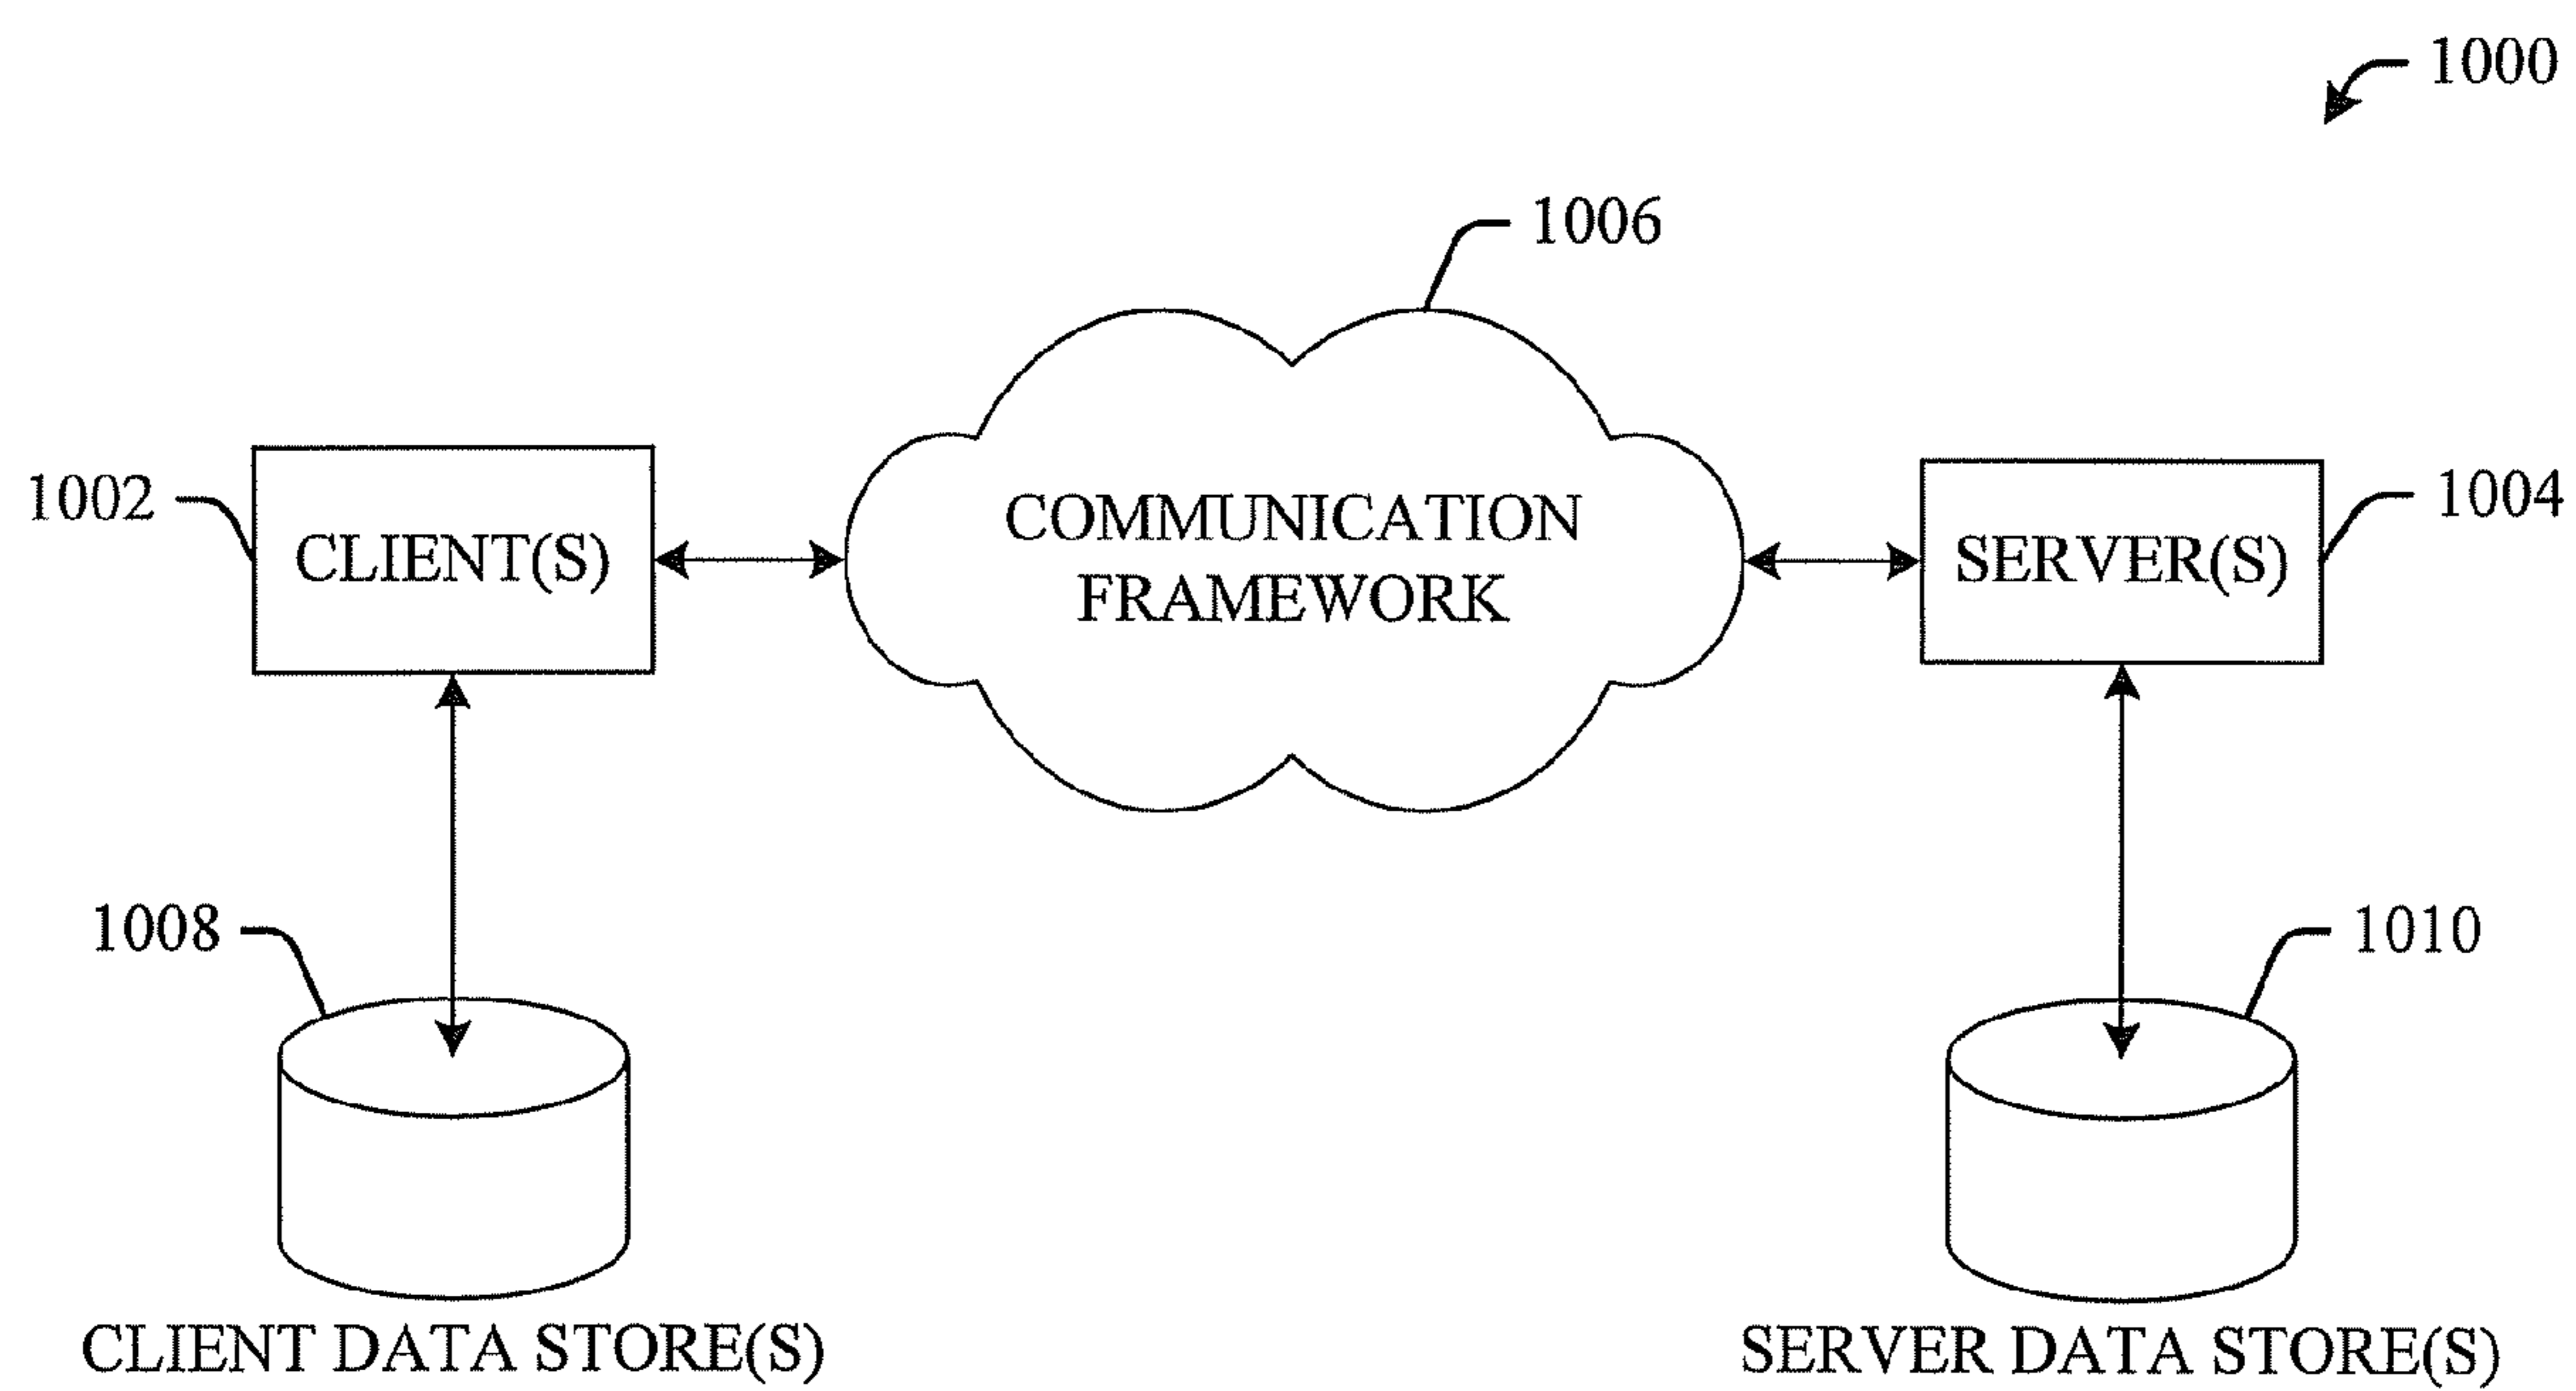 1000
1006
1002
CLIENT(S)
COMMUNICATION
FRAMEWORK
SERVER(S)
1004
1008
1010
CLIENT DATA STORE(S)
SERVER DATA STORE(S)